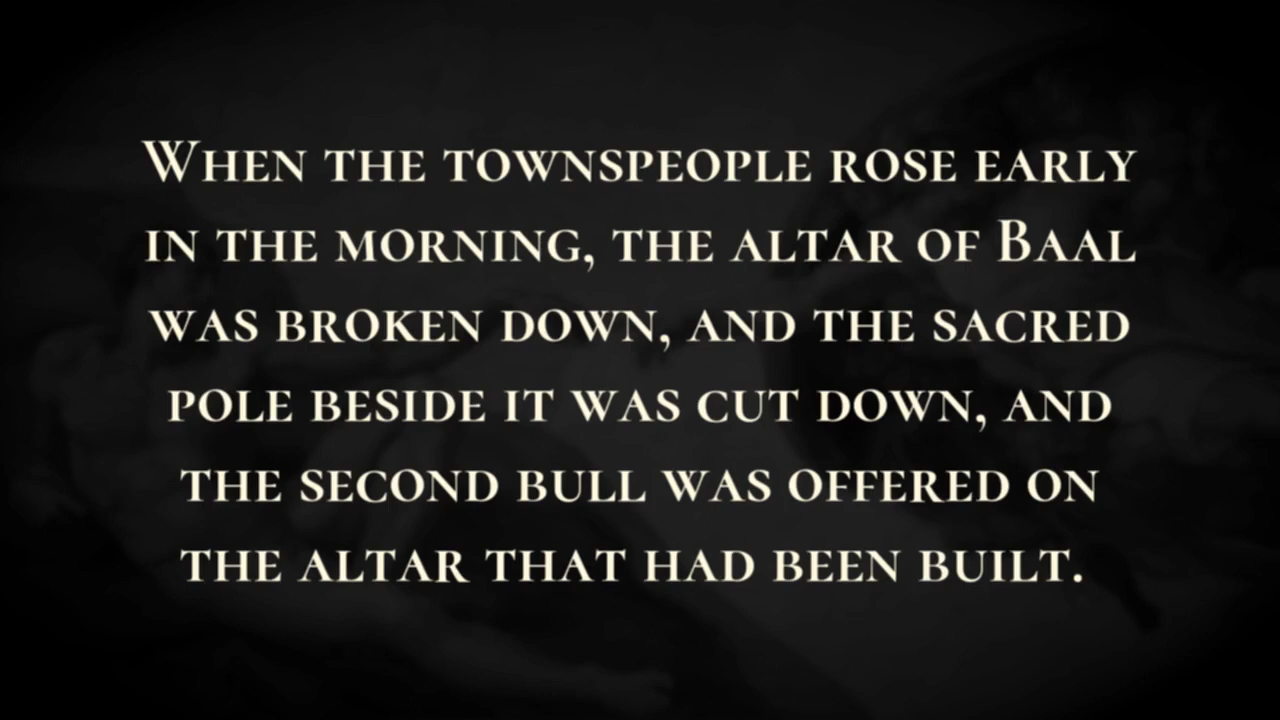 When the townspeople rose early
in the morning, the altar of Baal
was broken down, and the sacred
pole beside it was cut down, and
the second bull was offered on
the altar that had been built.